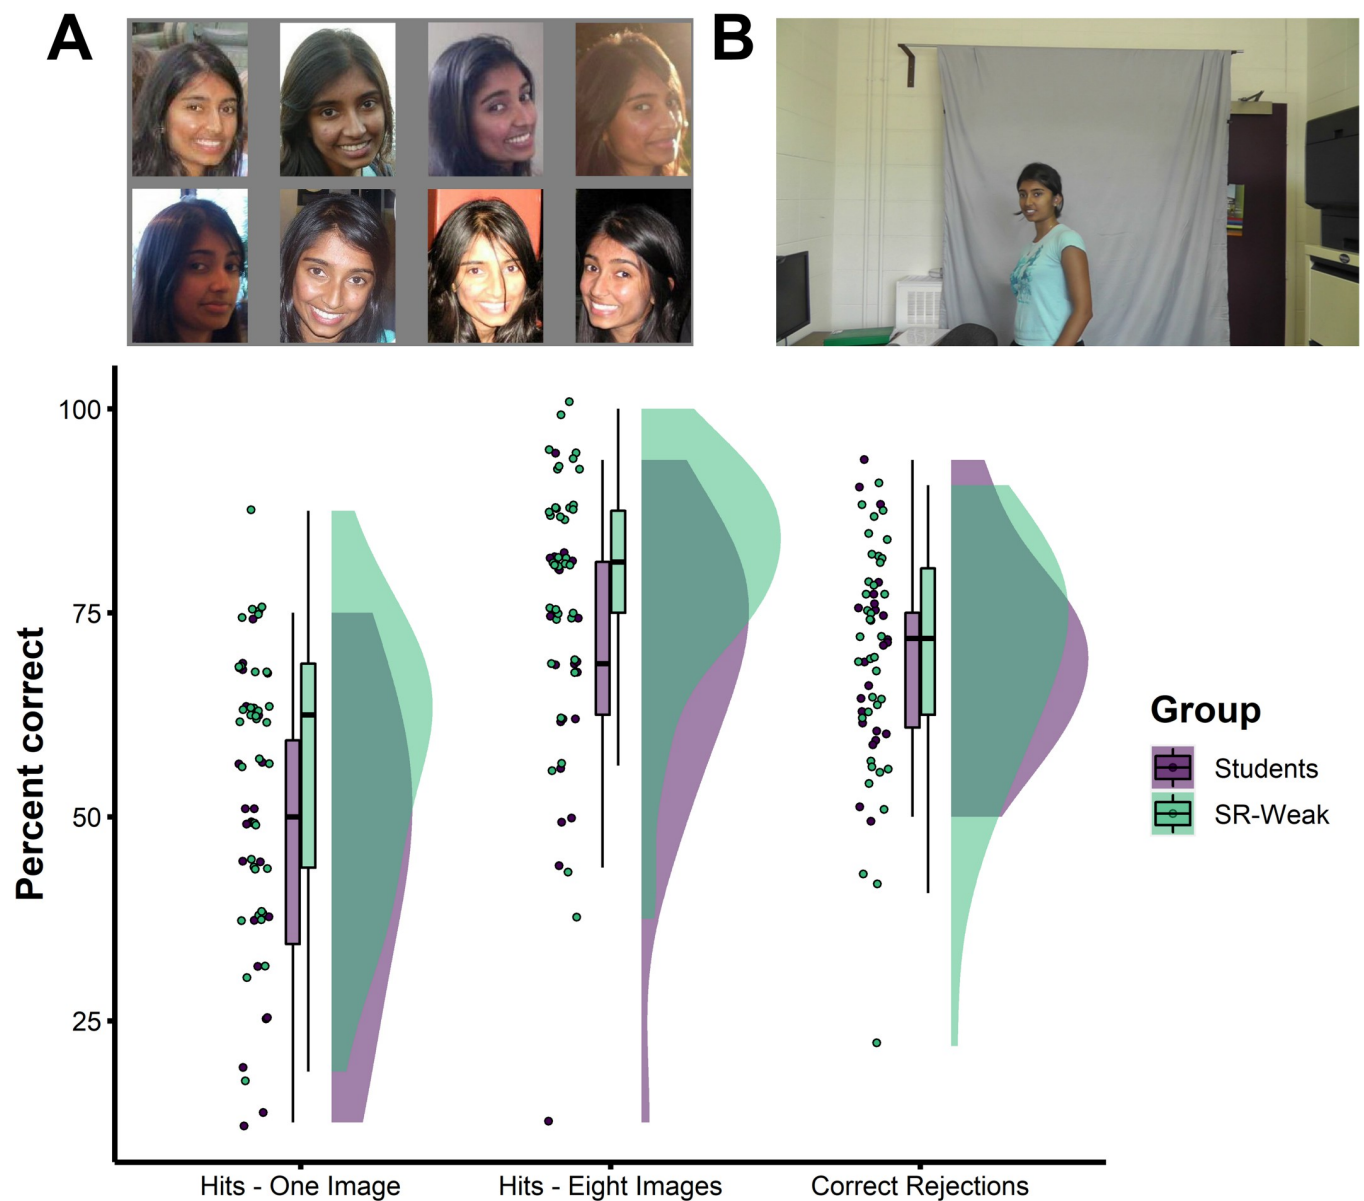 A
B
Percent correct
100
75
50
25
Hits - One Image
Hits - Eight Images
Correct Rejections
Group
Students
SR-Weak